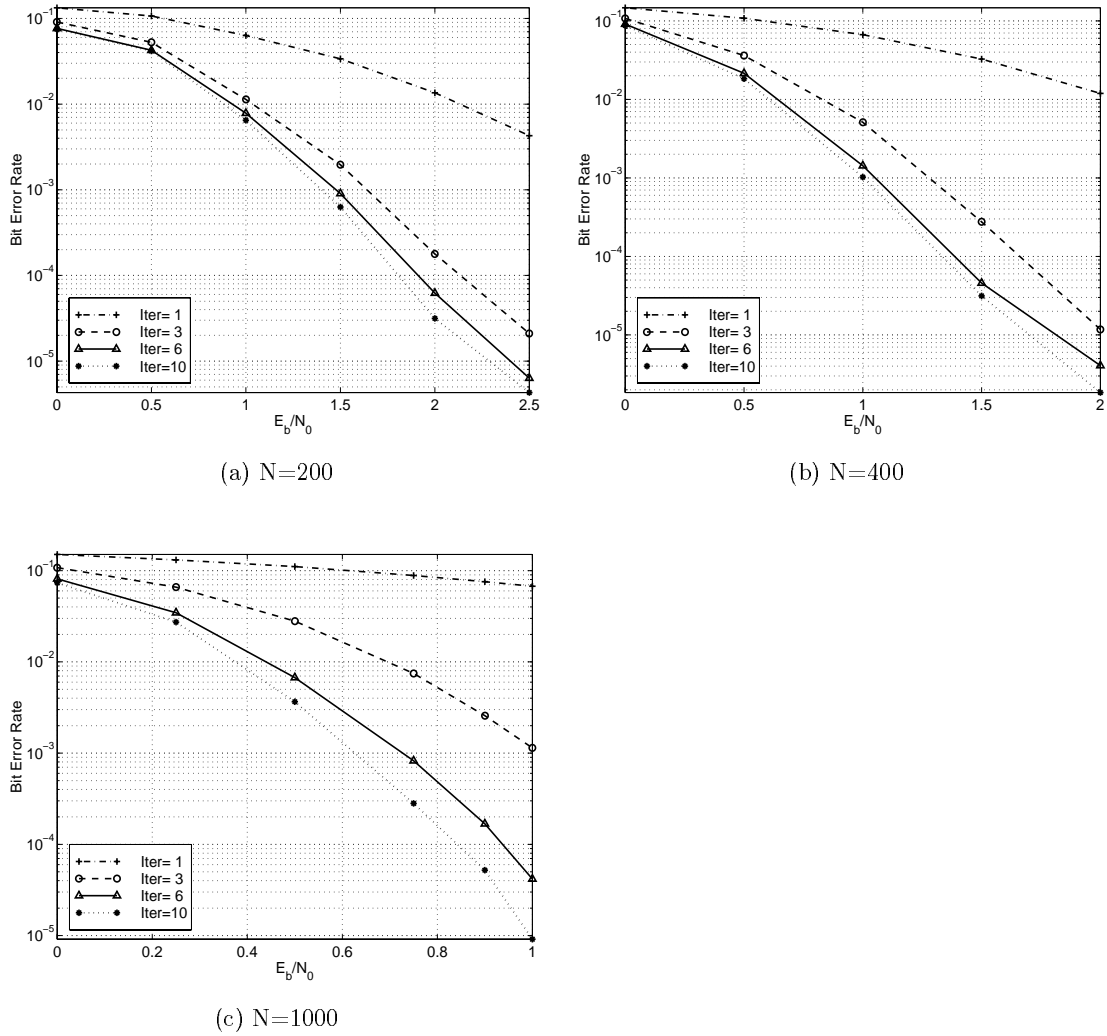 10^-1
10^-2
10^-3
10^-4
10^-5
Bit Error Rate
Iter= 1
Iter= 3
Iter= 6
Iter=10
0 0.5 1 1.5 2 2.5
E_b/N_0
(a) N=200
10^-1
10^-2
10^-3
10^-4
10^-5
Bit Error Rate
Iter= 1
Iter= 3
Iter= 6
Iter=10
0 0.5 1 1.5 2
E_b/N_0
(b) N=400
10^-1
10^-2
10^-3
10^-4
10^-5
Bit Error Rate
Iter= 1
Iter= 3
Iter= 6
Iter=10
0 0.2 0.4 0.6 0.8 1
E_b/N_0
(c) N=1000